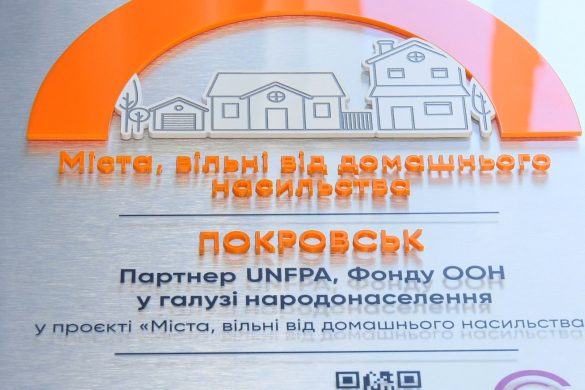 Міста, вільні від домашнього
насильства
ПОКРОВСЬК
Партнер UNFPA, Фонду ООН
у галузі народонаселення
у проєкті «Міста, вільні від домашнього насильства